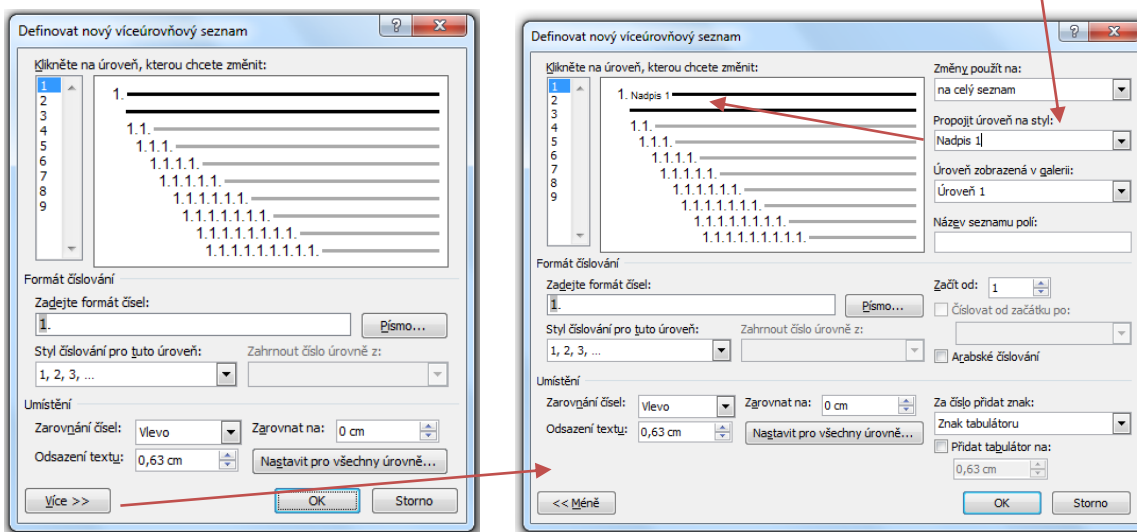 Definovat nový víceúrovňový seznam
Klikněte na úroveň, kterou chcete změnit:
1
2
3
4
5
6
7
8
9
1.
1.1.
1.1.1.
1.1.1.1.
1.1.1.1.1.
1.1.1.1.1.1.
1.1.1.1.1.1.1.
1.1.1.1.1.1.1.1.
1.1.1.1.1.1.1.1.1.
Formát číslování
Zadejte formát čísel:
1.
Písmo...
Styl číslování pro tuto úroveň:
Zahrnout číslo úrovně z:
1, 2, 3, ...
Umístění
Zarovnání čísel:
Vlevo
Zarovnat na:
0 cm
Odsazení textu:
0,63 cm
Nastavit pro všechny úrovně...
Více >>
OK
Storno
Definovat nový víceúrovňový seznam
Klikněte na úroveň, kterou chcete změnit:
1
2
3
4
5
6
7
8
9
1. Nadpis 1
1.1.
1.1.1.
1.1.1.1.
1.1.1.1.1.
1.1.1.1.1.1.
1.1.1.1.1.1.1.
1.1.1.1.1.1.1.1.
1.1.1.1.1.1.1.1.1.
Změny použít na:
na celý seznam
Propojit úroveň na styl:
Nadpis 1
Úroveň zobrazená v galerii:
Úroveň 1
Název seznamu polí:
Formát číslování
Zadejte formát čísel:
1.
Písmo...
Styl číslování pro tuto úroveň:
Zahrnout číslo úrovně z:
1, 2, 3, ...
Začít od:
1
Číslovat od začátku po:
Arabské číslování
Umístění
Zarovnání čísel:
Vlevo
Zarovnat na:
0 cm
Odsazení textu:
0,63 cm
Nastavit pro všechny úrovně...
Za číslo přidat znak:
Znak tabulátoru
Přidat tabulátor na:
0,63 cm
<< Méně
OK
Storno